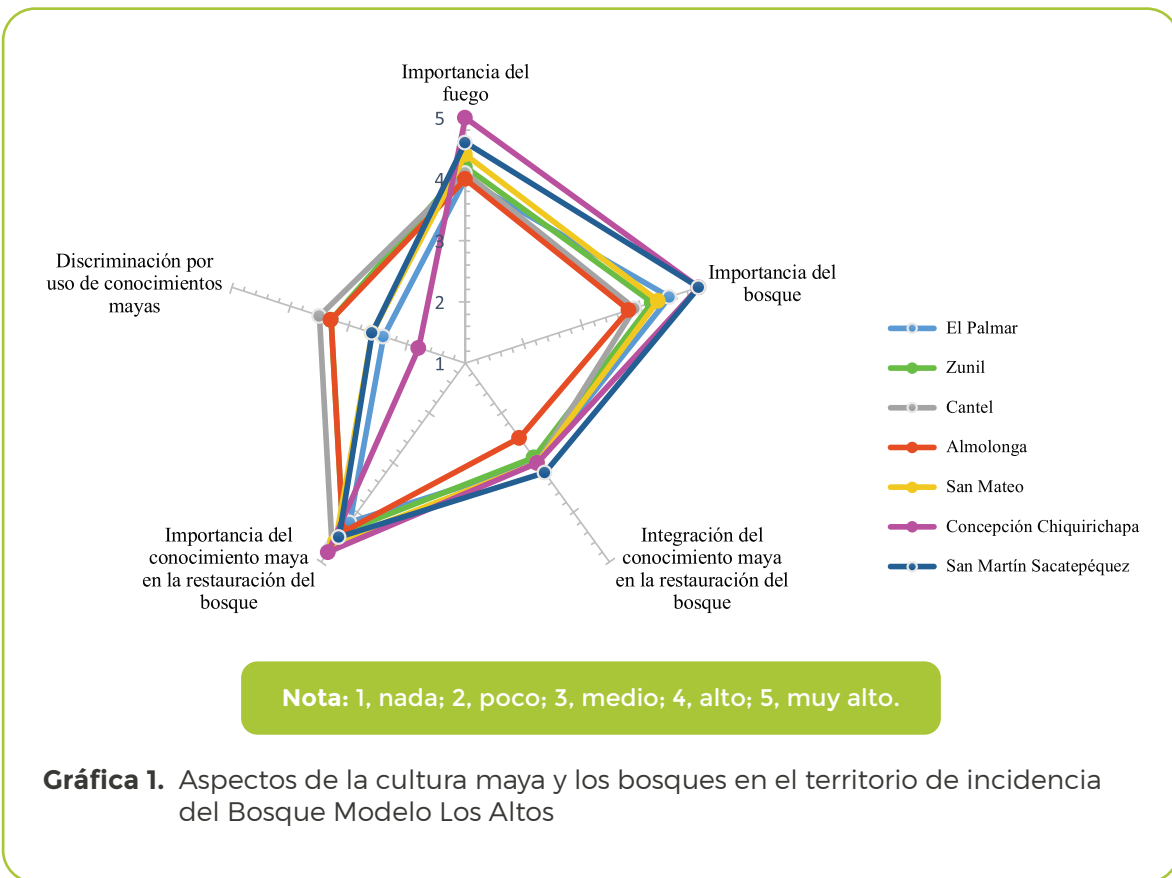 Importancia del
fuego
5
4
3
2
1
Discriminación por
uso de conocimientos
mayas
Importancia del
bosque
Importancia del
conocimiento maya
en la restauración del
bosque
Integración del
conocimiento maya
en la restauración del
bosque
El Palmar
Zunil
Cantel
Almolonga
San Mateo
Concepción Chiquirichapa
San Martín Sacatepéquez
Nota: 1, nada; 2, poco; 3, medio; 4, alto; 5, muy alto.
Gráfica 1. Aspectos de la cultura maya y los bosques en el territorio de incidencia
del Bosque Modelo Los Altos